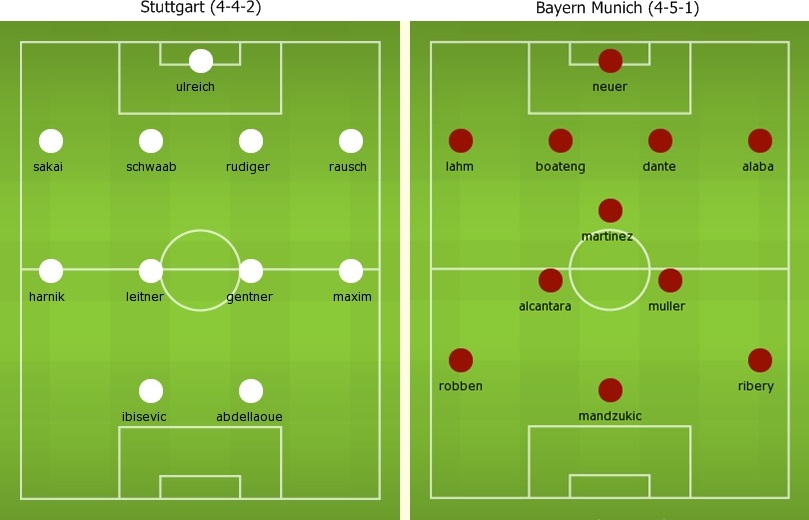 Stuttgart (4-4-2)
ulreich
sakai schwaab rudiger rausch
harnik leitner gentner maxim
ibisevic abdellaoue
Bayern Munich (4-5-1)
neuer
lahm boateng dante alaba
martinez
alcantara muller
robben ribery
mandzukic